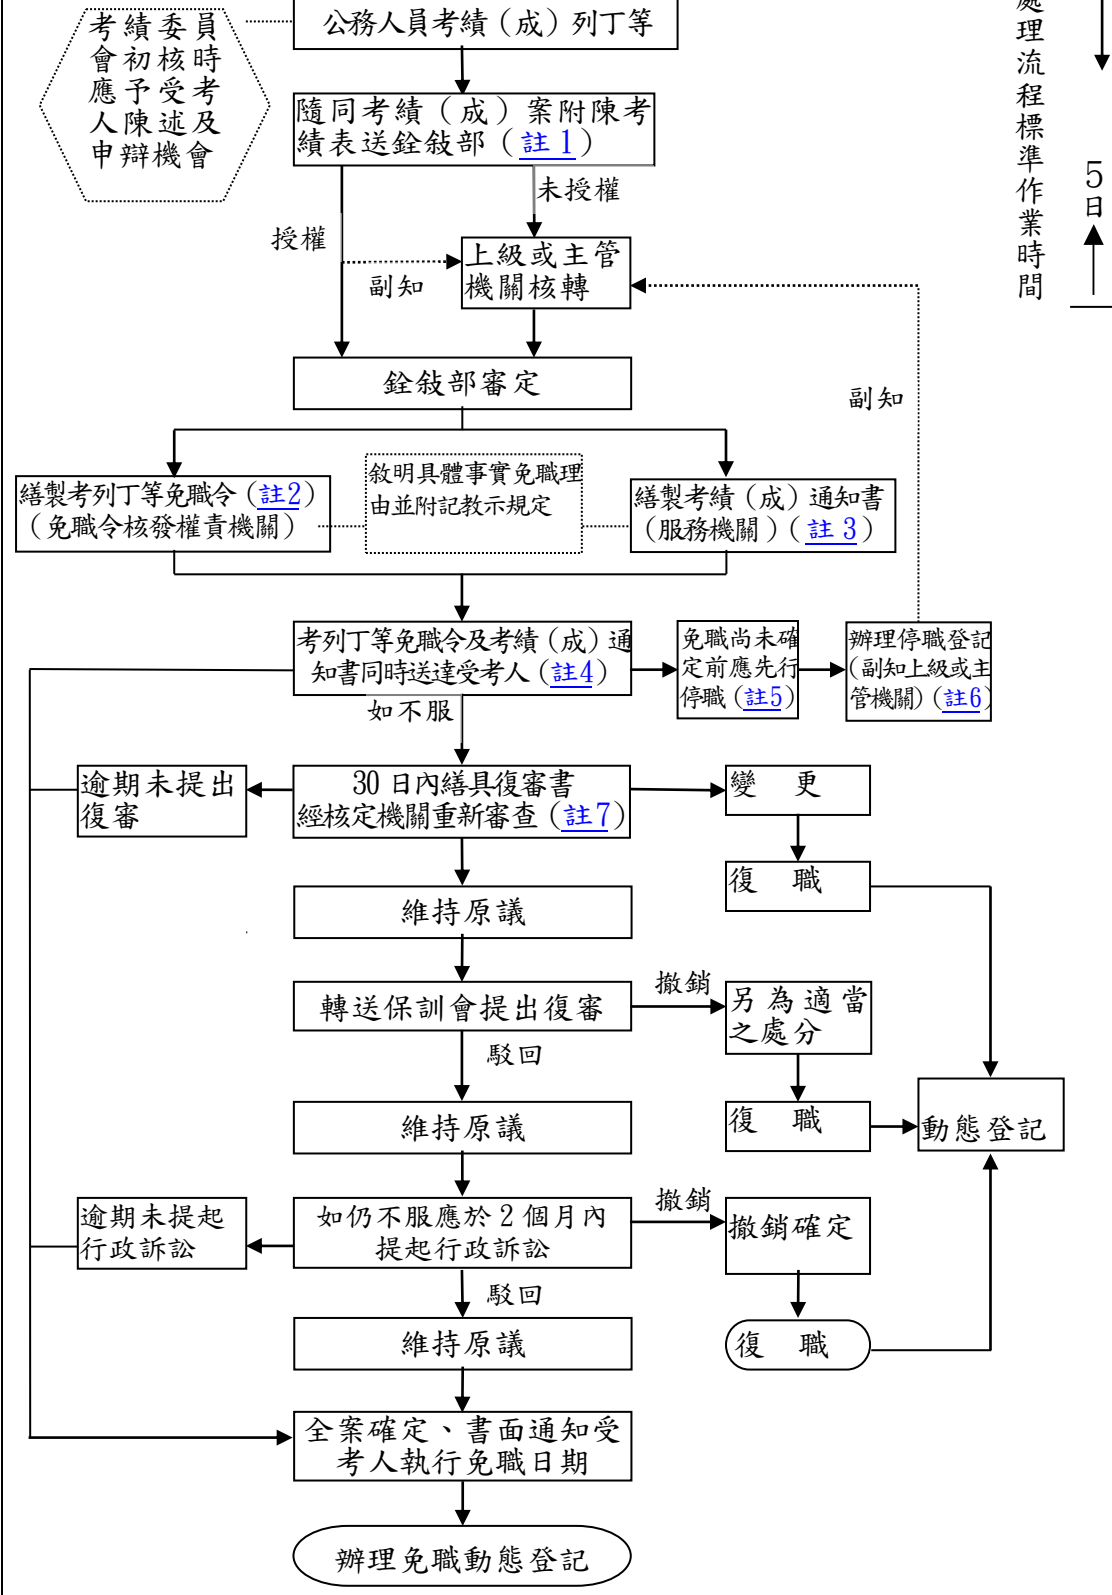 考績委員
會初核時
應予受考
人陳述及
申辯機會
公務人員考績（成）列丁等
隨同考績（成）案附陳考
績表送銓敍部（註1）
未授權
授權
副知
上級或主管
機關核轉
銓敍部審定
副知
繕製考列丁等免職令（註2）
（免職令核發權責機關）
敘明具體事實免職理
由並附記教示規定
繕製考績（成）通知書
（服務機關）（註3）
考列丁等免職令及考績（成）通
知書同時送達受考人（註4）
免職尚未確
定前應先行
停職（註5）
辦理停職登記
（副知上級或主
管機關）（註6）
如不服
逾期未提出
復審
30日內繕具復審書
經核定機關重新審查（註7）
變 更
復 職
維持原議
轉送保訓會提出復審
撤銷
另為適當
之處分
駁回
維持原議
復 職
動態登記
逾期未提起
行政訴訟
如仍不服應於2個月內
提起行政訴訟
撤銷
撤銷確定
駁回
維持原議
復 職
全案確定、書面通知受
考人執行免職日期
辦理免職動態登記
處理流程標準作業時間
5日